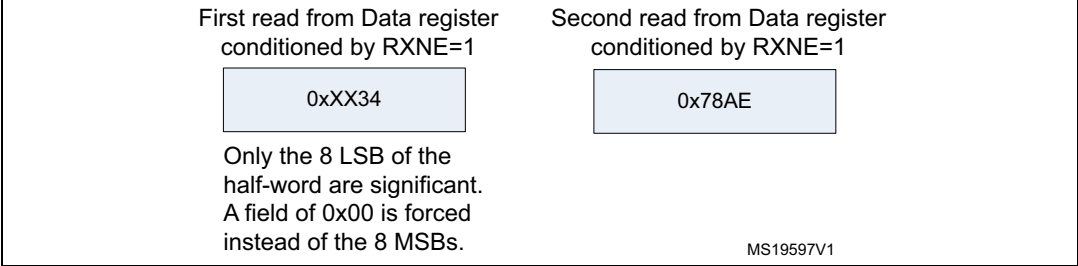 First read from Data register
conditioned by RXNE=1
0xXX34
Only the 8 LSB of the
half-word are significant.
A field of 0x00 is forced
instead of the 8 MSBs.
Second read from Data register
conditioned by RXNE=1
0x78AE
MS19597V1